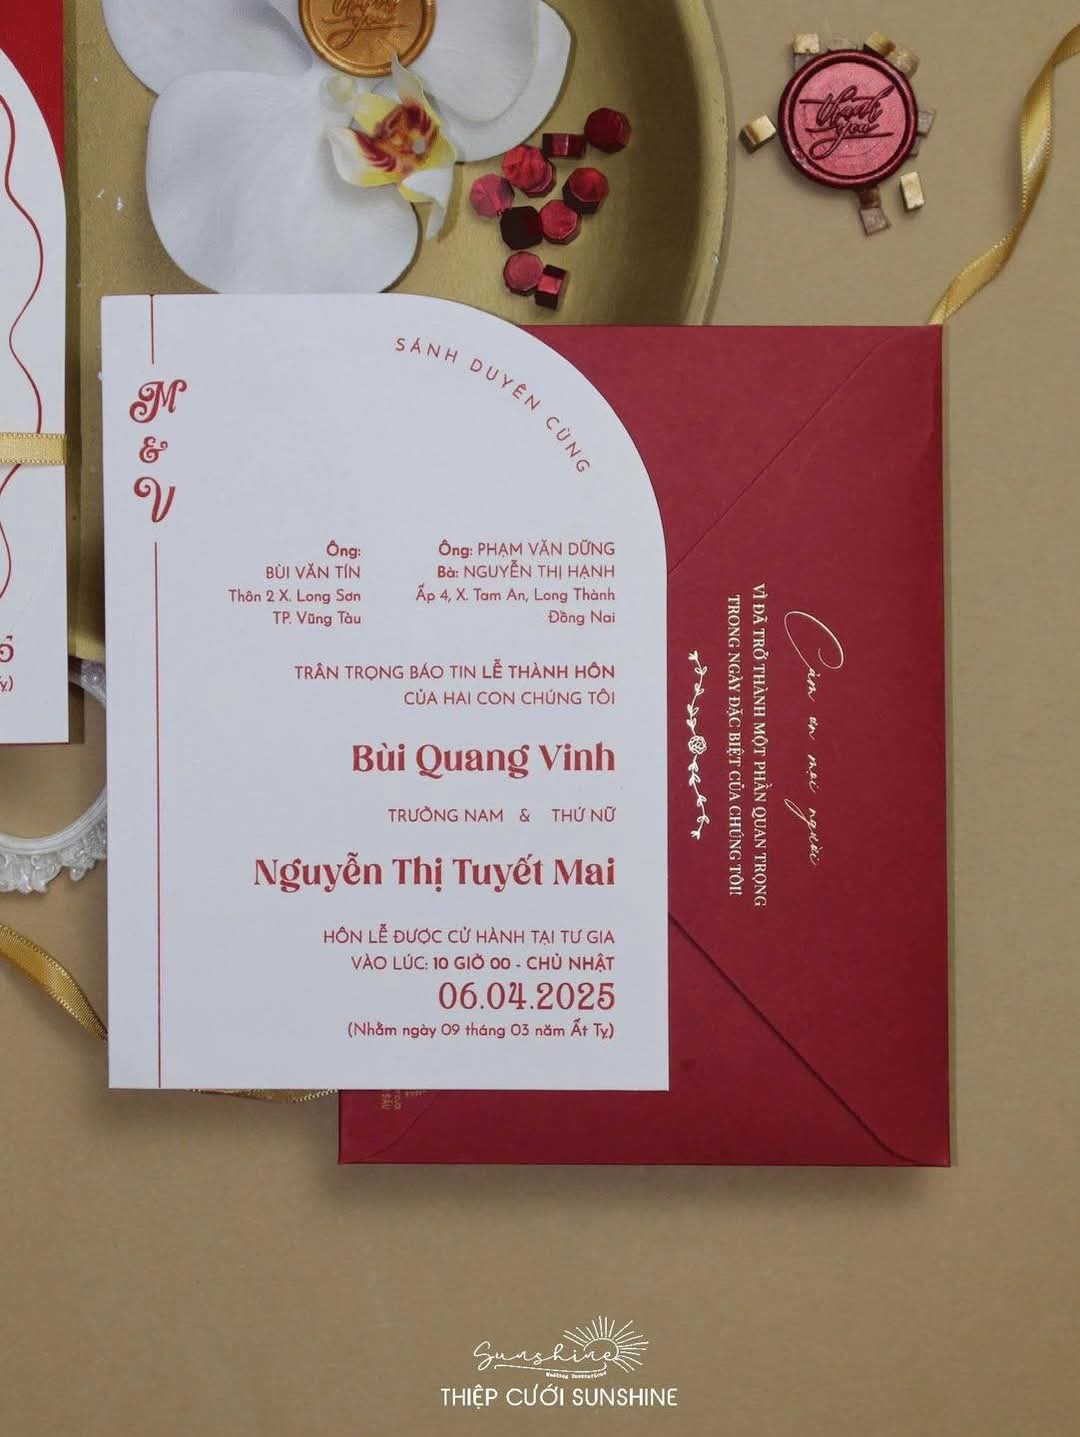 thank
you
SÁNH DUYÊN CÙNG
M
&
V
Ông:
BÙI VĂN TÍN
Thôn 2 X. Long Sơn
TP. Vũng Tàu
Ông: PHẠM VĂN DŨNG
Bà: NGUYỄN THỊ HẠNH
Ấp 4, X. Tam An, Long Thành
Đồng Nai
TRÂN TRỌNG BÁO TIN LỄ THÀNH HÔN
CỦA HAI CON CHÚNG TÔI
Bùi Quang Vinh
TRƯỞNG NAM & THỨ NỮ
Nguyễn Thị Tuyết Mai
HÔN LỄ ĐƯỢC CỬ HÀNH TẠI TƯ GIA
VÀO LÚC: 10 GIỜ 00 - CHỦ NHẬT
06.04.2025
(Nhằm ngày 09 tháng 03 năm Ất Tỵ)
Cảm ơn mọi người
VÌ ĐÃ TRỞ THÀNH MỘT PHẦN QUAN TRỌNG
TRONG NGÀY ĐẶC BIỆT CỦA CHÚNG TÔI!
Sunshine
Wedding Invitations
THIỆP CƯỚI SUNSHINE